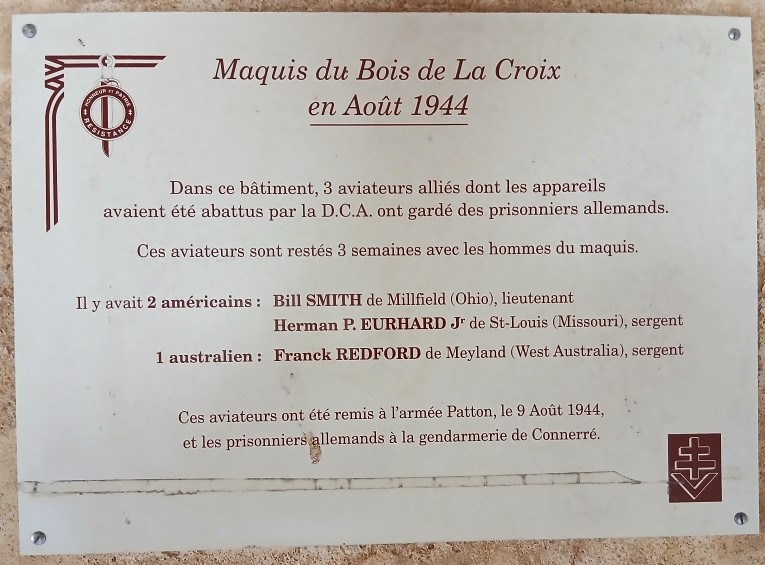 Maquis du Bois de La Croix
en Août 1944
HONNEUR ET PATRIE
RESISTANCE
Dans ce bâtiment, 3 aviateurs alliés dont les appareils
avaient été abattus par la D.C.A. ont gardé des prisonniers allemands.
Ces aviateurs sont restés 3 semaines avec les hommes du maquis.
Il y avait 2 américains : Bill SMITH de Millfield (Ohio), lieutenant
Herman P. EURHARD Jr de St-Louis (Missouri), sergent
1 australien : Franck REDFORD de Meyland (West Australia), sergent
Ces aviateurs ont été remis à l'armée Patton, le 9 Août 1944,
et les prisonniers allemands à la gendarmerie de Connerré.